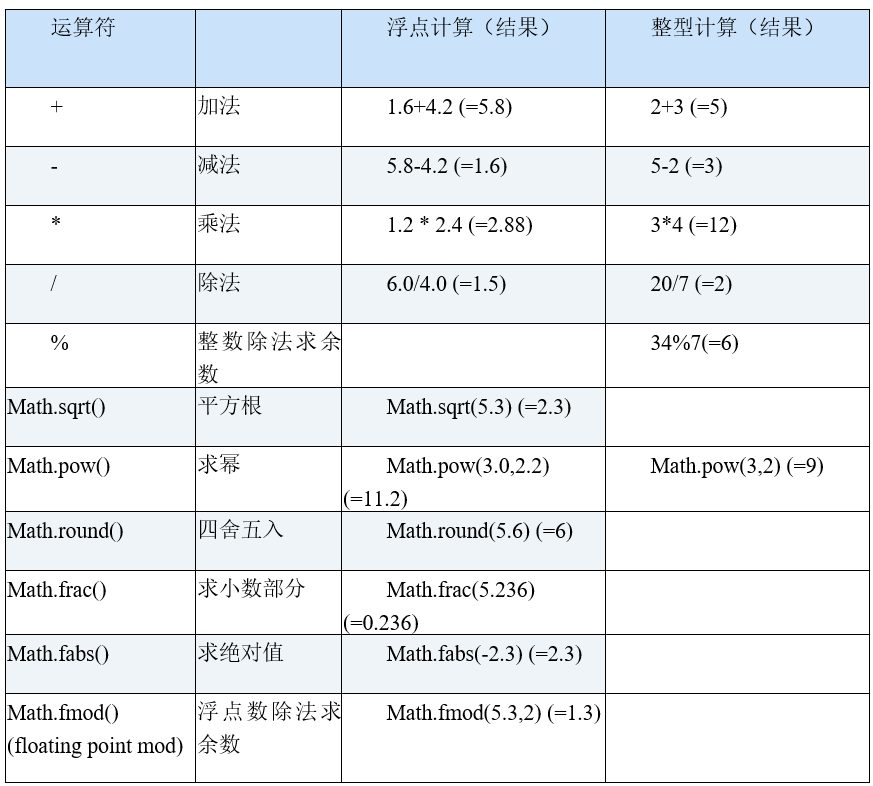 运算符 浮点计算（结果） 整型计算（结果）
+ 加法 1.6+4.2 (=5.8) 2+3 (=5)
- 减法 5.8-4.2 (=1.6) 5-2 (=3)
* 乘法 1.2 * 2.4 (=2.88) 3*4 (=12)
/ 除法 6.0/4.0 (=1.5) 20/7 (=2)
% 整数除法求余 34%7(=6)
数
Math.sqrt() 平方根 Math.sqrt(5.3) (=2.3)
Math.pow() 求幂 Math.pow(3.0,2.2) Math.pow(3,2) (=9)
(=11.2)
Math.round() 四舍五入 Math.round(5.6) (=6)
Math.frac() 求小数部分 Math.frac(5.236)
(=0.236)
Math.fabs() 求绝对值 Math.fabs(-2.3) (=2.3)
Math.fmod() 浮点数除法求 Math.fmod(5.3,2) (=1.3)
(floating point mod) 余数